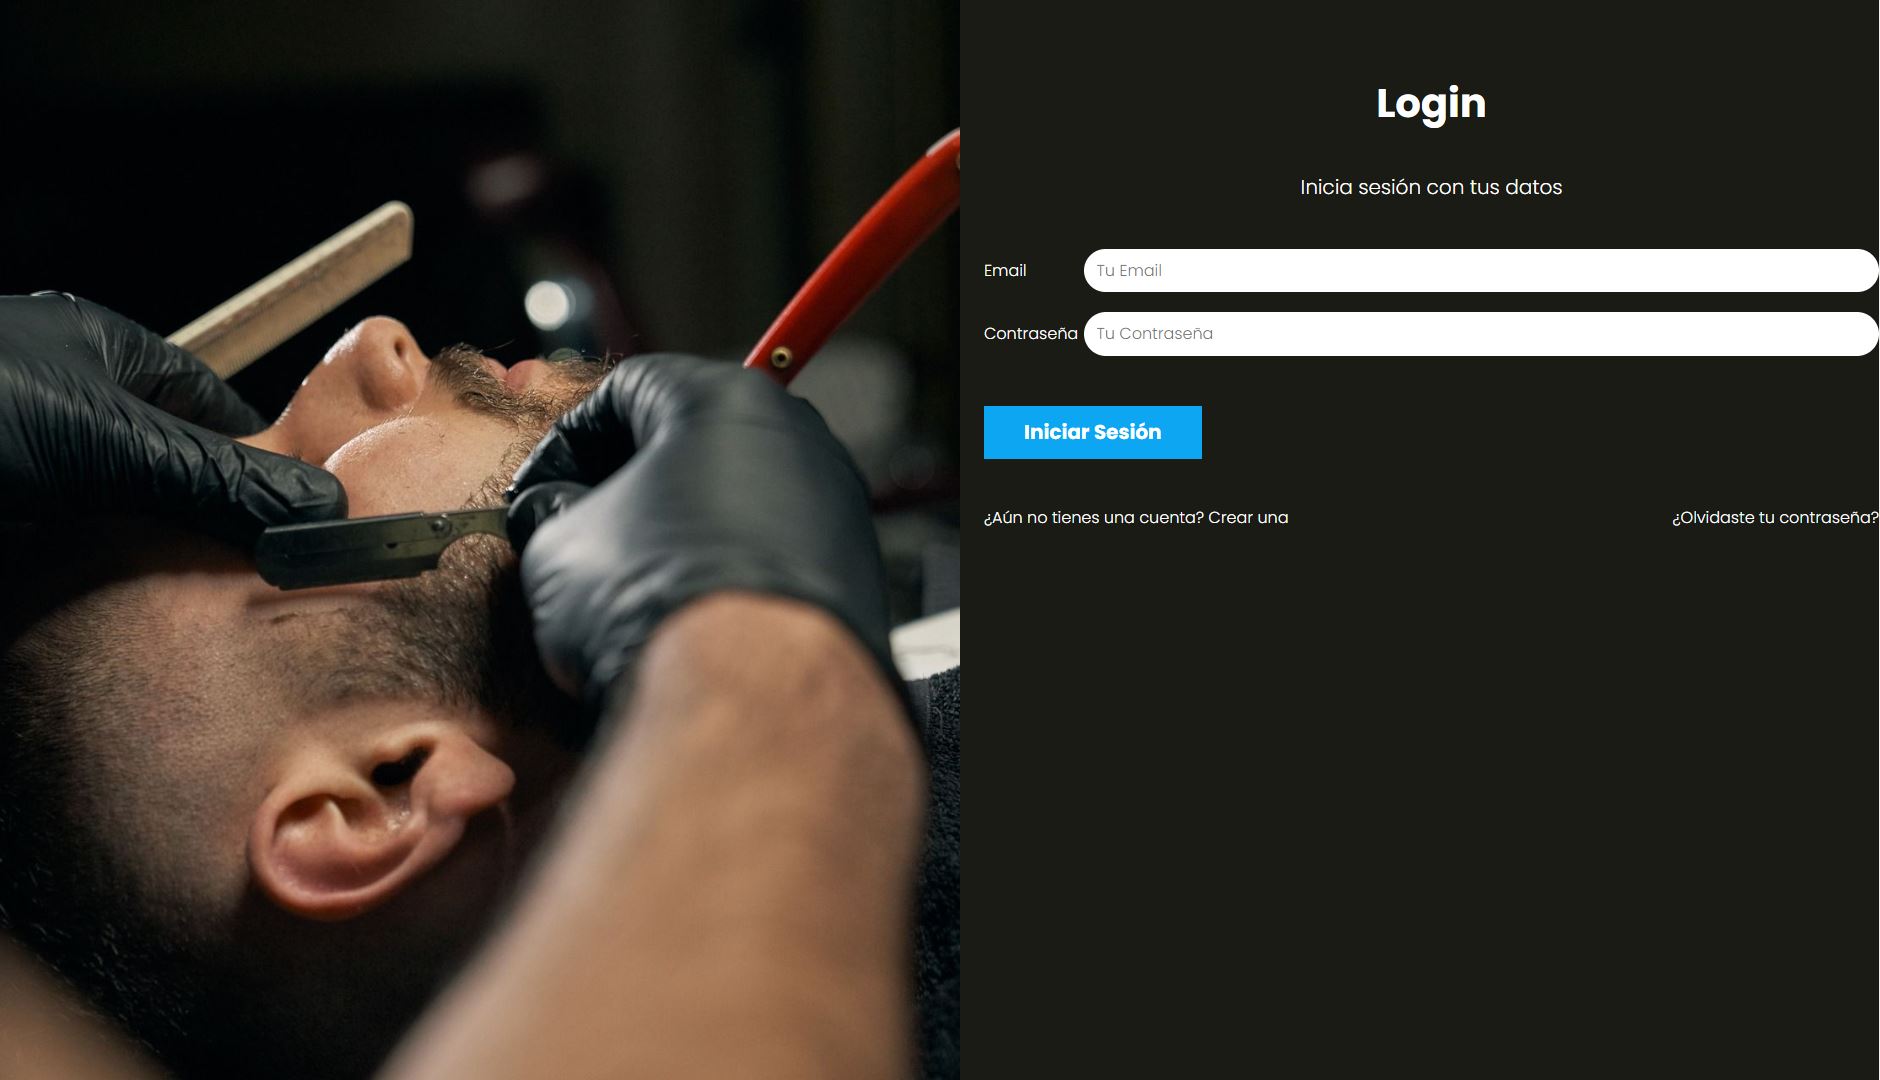 Login
Inicia sesión con tus datos
Email
Tu Email
Contraseña
Tu Contraseña
Iniciar Sesión
¿Aún no tienes una cuenta? Crear una
¿Olvidaste tu contraseña?